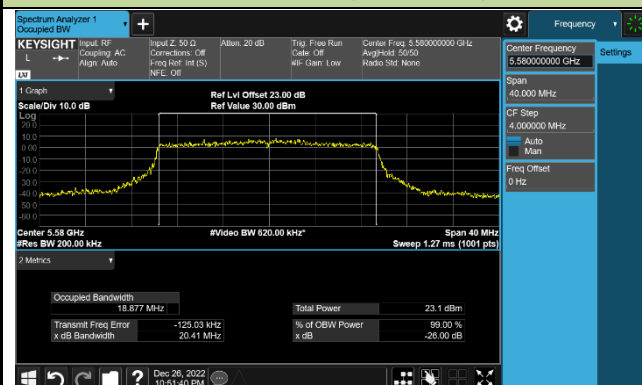 Spectrum Analyzer 1
Occupied BW
Frequency
KEYSIGHT
L
LXI
Input: RF
Coupling: AC
Align: Auto
Input Z: 50 Ω
Corrections: Off
Freq Ref: Int (S)
NFE: Off
Atten: 20 dB
Trig: Free Run
Gate: Off
#IF Gain: Low
Center Freq: 5.580000000 GHz
Avg|Hold: 50/50
Radio Std: None
Center Frequency
5.580000000 GHz
Settings
Span
40.000 MHz
CF Step
4.000000 MHz
Auto
Man
Freq Offset
0 Hz
1 Graph
Scale/Div 10.0 dB
Ref Lvl Offset 23.00 dB
Ref Value 30.00 dBm
Log
20.0
10.0
0.00
-10.0
-20.0
-30.0
-40.0
-50.0
-60.0
Center 5.58 GHz
#Res BW 200.00 kHz
#Video BW 620.00 kHz*
Span 40 MHz
Sweep 1.27 ms (1001 pts)
2 Metrics
Occupied Bandwidth
18.877 MHz
Total Power 23.1 dBm
Transmit Freq Error -125.03 kHz
% of OBW Power 99.00 %
x dB Bandwidth 20.41 MHz
x dB -26.00 dB
Dec 26, 2022
10:51:40 PM